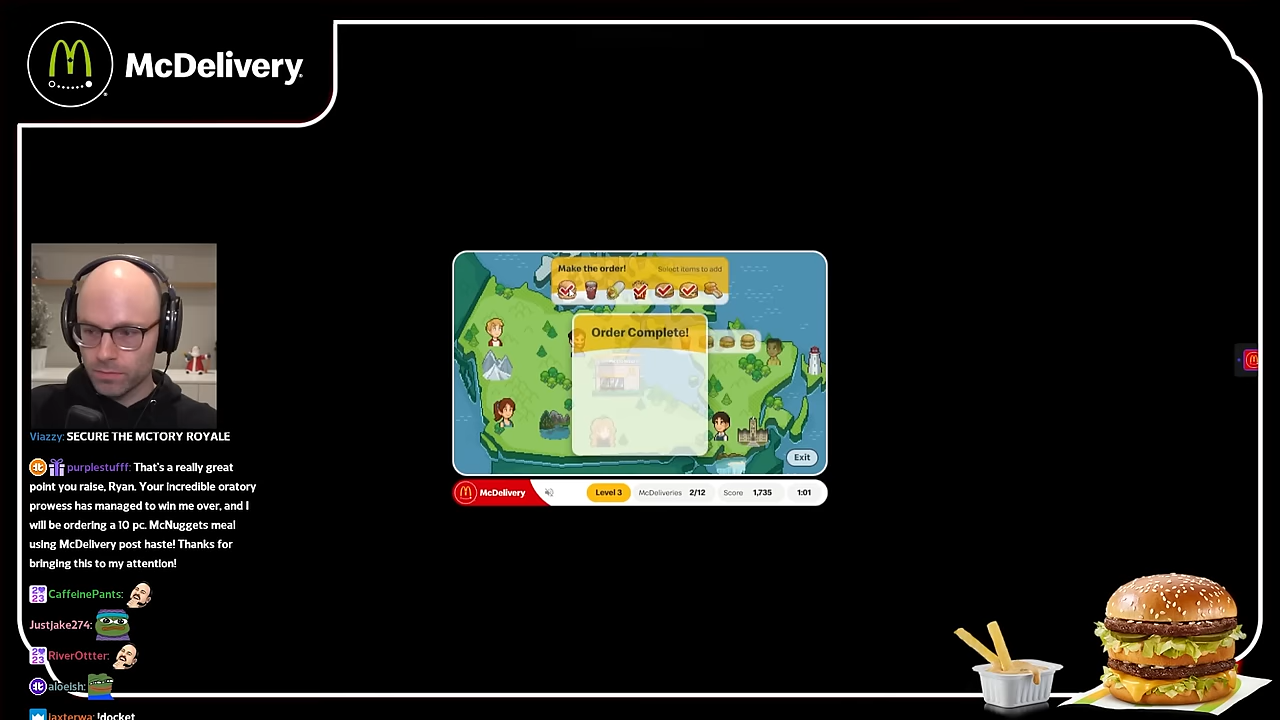 McDelivery
Make the order!
Select items to add
Order Complete!
Exit
McDelivery
Level 3
McDeliveries 2/12
Score 1,735
1:01
Viazzy: SECURE THE MCTORY ROYALE
purplestufff: That's a really great
point you raise, Ryan. Your incredible oratory
prowess has managed to win me over, and I
will be ordering a 10 pc. McNuggets meal
using McDelivery post haste! Thanks for
bringing this to my attention!
CaffeinePants:
JustJake274:
RiverOttter:
aloeish:
laxterwa: !docket